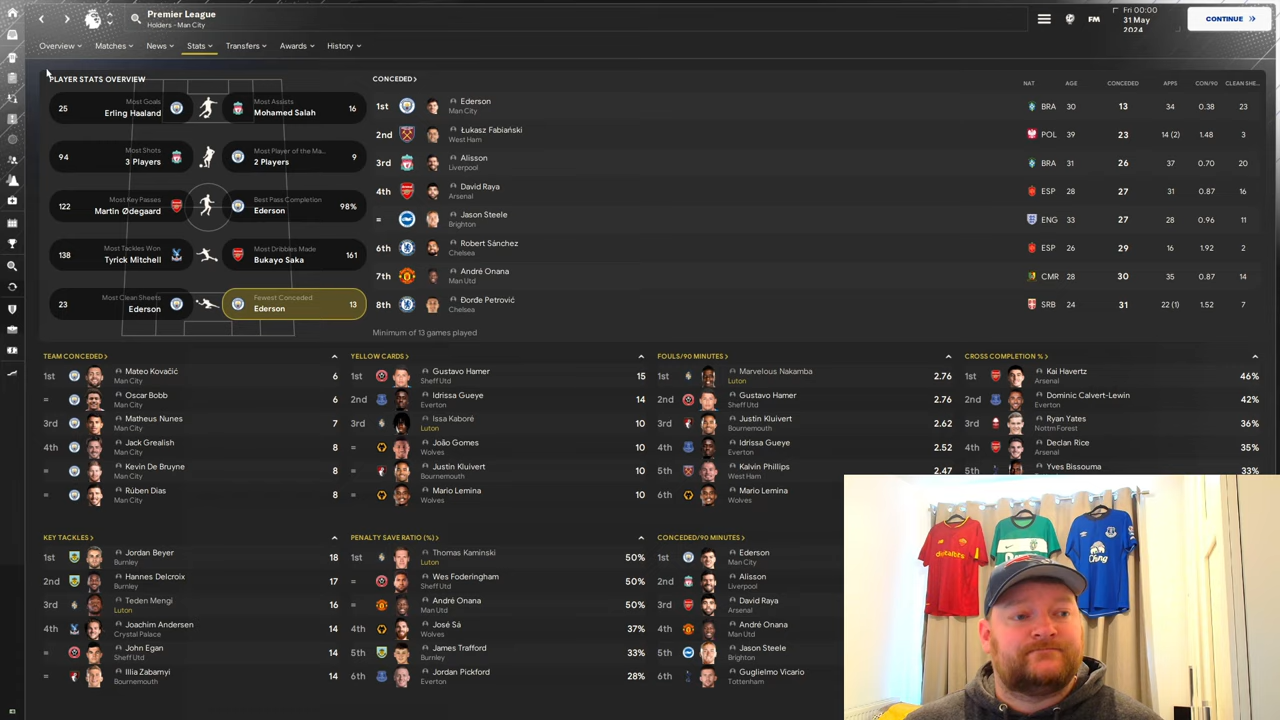 Premier League
Holders - Man City
FM
Fri 00:00
31 May
2024
CONTINUE
Overview
Matches
News
Stats
Transfers
Awards
History
PLAYER STATS OVERVIEW
25
Most Goals
Erling Haaland
Most Assists
Mohamed Salah
16
94
Most Shots
3 Players
Most Player of the Ma...
2 Players
9
122
Most Key Passes
Martin Ødegaard
Best Pass Completion
Ederson
98%
138
Most Tackles Won
Tyrick Mitchell
Most Dribbles Made
Bukayo Saka
161
23
Most Clean Sheets
Ederson
Fewest Conceded
Ederson
13
CONCEDED
NAT AGE CONCEDED APPS CON/90 CLEAN SHE...
1st Ederson BRA 30 13 34 0.38 23
Man City
2nd Łukasz Fabiański POL 39 23 14 (2) 1.48 3
West Ham
3rd Alisson BRA 31 26 37 0.70 20
Liverpool
4th David Raya ESP 28 27 31 0.87 16
Arsenal
= Jason Steele ENG 33 27 28 0.96 11
Brighton
6th Robert Sánchez ESP 26 29 16 1.92 2
Chelsea
7th André Onana CMR 28 30 35 0.87 14
Man Utd
8th Đorđe Petrović SRB 24 31 22 (1) 1.52 7
Chelsea
Minimum of 13 games played
TEAM CONCEDED
1st Mateo Kovačić 6
Man City
= Oscar Bobb 6
Man City
3rd Matheus Nunes 7
Man City
4th Jack Grealish 8
Man City
= Kevin De Bruyne 8
Man City
= Rúben Dias 8
Man City
YELLOW CARDS
1st Gustavo Hamer 15
Sheff Utd
2nd Idrissa Gueye 14
Everton
3rd Issa Kaboré 10
Luton
= João Gomes 10
Wolves
= Justin Kluivert 10
Bournemouth
= Mario Lemina 10
Wolves
FOULS/90 MINUTES
1st Marvelous Nakamba 2.76
Luton
2nd Gustavo Hamer 2.76
Sheff Utd
3rd Justin Kluivert 2.62
Bournemouth
4th Idrissa Gueye 2.52
Everton
5th Kalvin Phillips 2.47
West Ham
6th Mario Lemina
Wolves
CROSS COMPLETION %
1st Kai Havertz 46%
Arsenal
2nd Dominic Calvert-Lewin 42%
Everton
3rd Ryan Yates 36%
Nottm Forest
4th Declan Rice 35%
Arsenal
5th Yves Bissouma 33%
KEY TACKLES
1st Jordan Beyer 18
Burnley
2nd Hannes Delcroix 17
Burnley
3rd Teden Mengi 16
Luton
4th Joachim Andersen 14
Crystal Palace
= John Egan 14
Sheff Utd
= Illia Zabarnyi 14
Bournemouth
PENALTY SAVE RATIO (%)
1st Thomas Kaminski 50%
Luton
= Wes Foderingham 50%
Sheff Utd
= André Onana 50%
Man Utd
4th José Sá 37%
Wolves
5th James Trafford 33%
Burnley
6th Jordan Pickford 28%
Everton
CONCEDED/90 MINUTES
1st Ederson
Man City
2nd Alisson
Liverpool
3rd David Raya
Arsenal
4th André Onana
Man Utd
5th Jason Steele
Brighton
6th Guglielmo Vicario
Tottenham